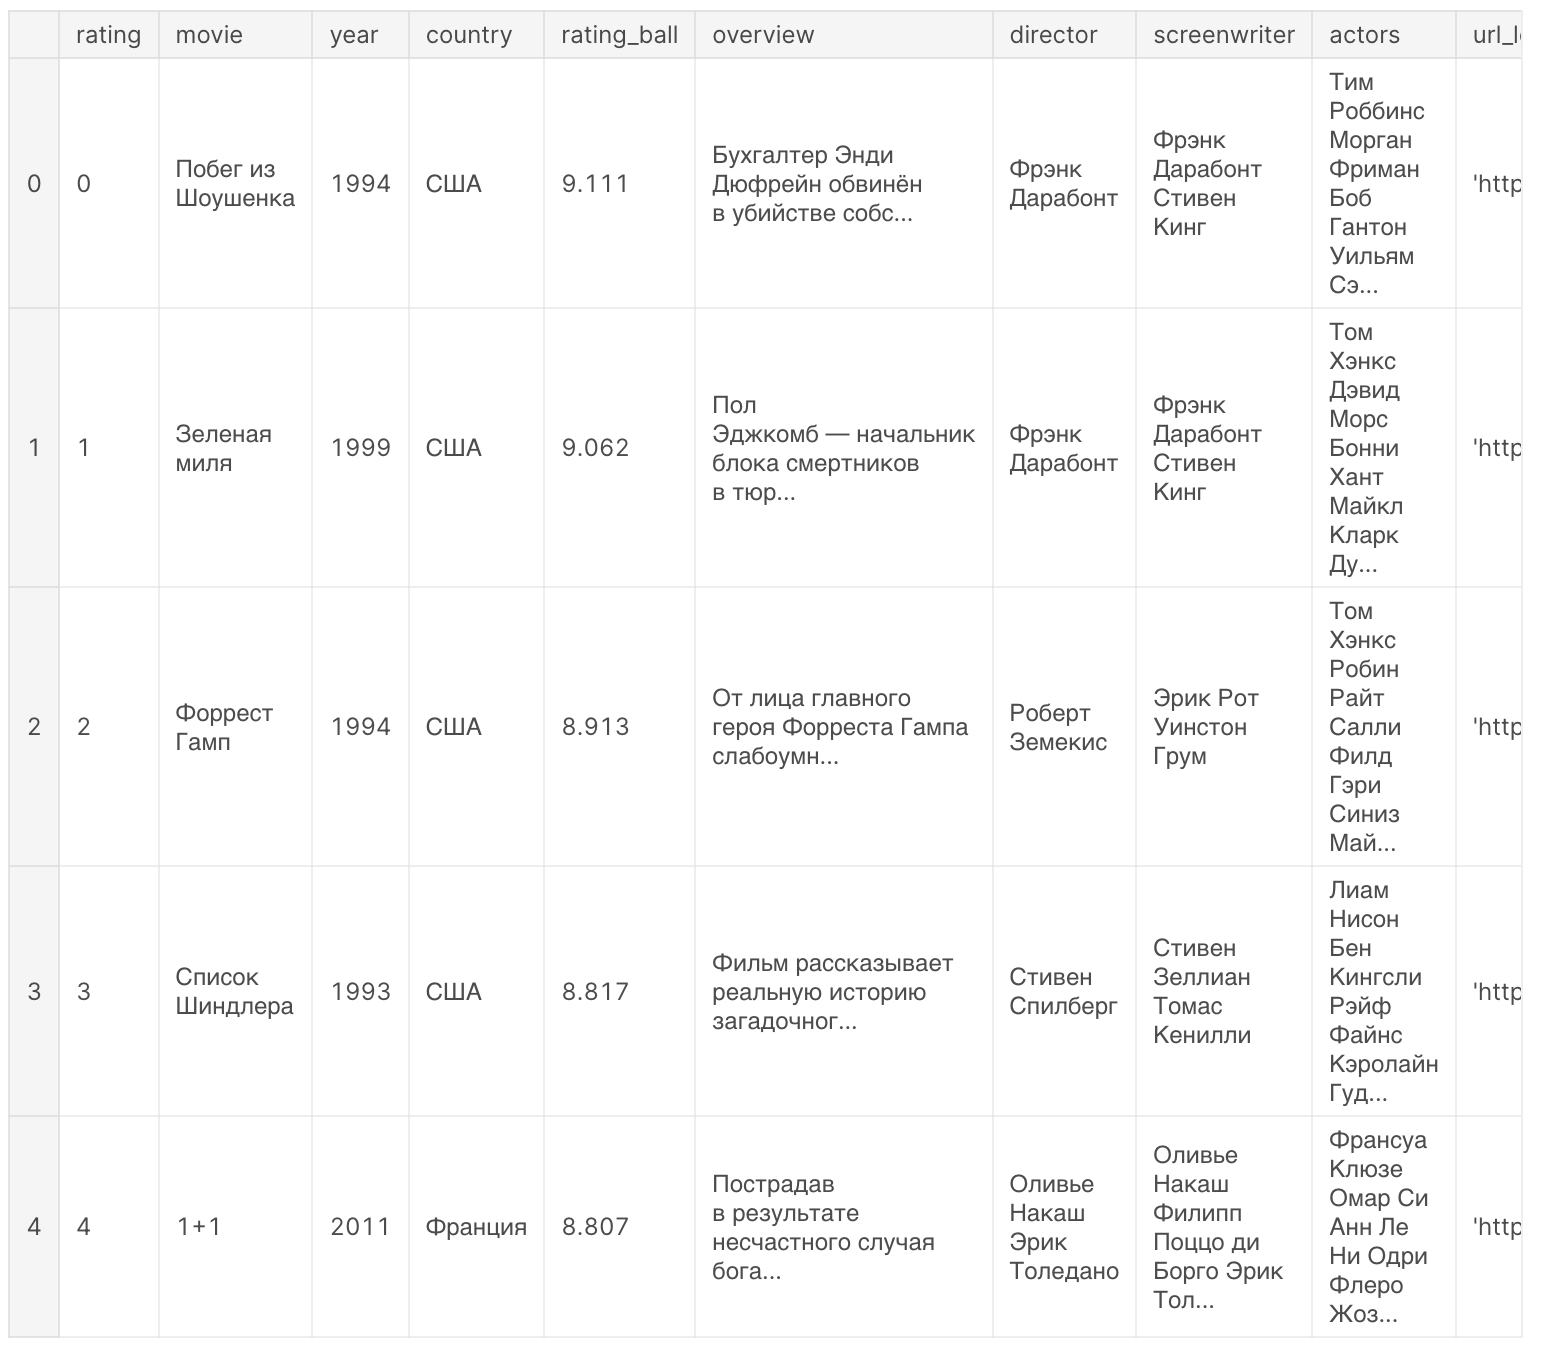 rating movie year country rating_ball overview director screenwriter actors url_l
0 0 Побег из Шоушенка 1994 США 9.111 Бухгалтер Энди Дюфрейн обвинён в убийстве собс... Фрэнк Дарабонт Фрэнк Дарабонт Стивен Кинг Тим Роббинс Морган Фриман Боб Гантон Уильям Сэ... 'http
1 1 Зеленая миля 1999 США 9.062 Пол Эджкомб — начальник блока смертников в тюр... Фрэнк Дарабонт Фрэнк Дарабонт Стивен Кинг Том Хэнкс Дэвид Морс Бонни Хант Майкл Кларк Ду... 'http
2 2 Форрест Гамп 1994 США 8.913 От лица главного героя Форреста Гампа слабоумн... Роберт Земекис Эрик Рот Уинстон Грум Том Хэнкс Робин Райт Салли Филд Гэри Синиз Май... 'http
3 3 Список Шиндлера 1993 США 8.817 Фильм рассказывает реальную историю загадочног... Стивен Спилберг Стивен Зеллиан Томас Кенилли Лиам Нисон Бен Кингсли Рэйф Файнс Кэролайн Гуд... 'http
4 4 1+1 2011 Франция 8.807 Пострадав в результате несчастного случая бога... Оливье Накаш Эрик Толедано Оливье Накаш Филипп Поццо ди Борго Эрик Тол... Франсуа Клюзе Омар Си Анн Ле Ни Одри Флеро Жоз... 'http